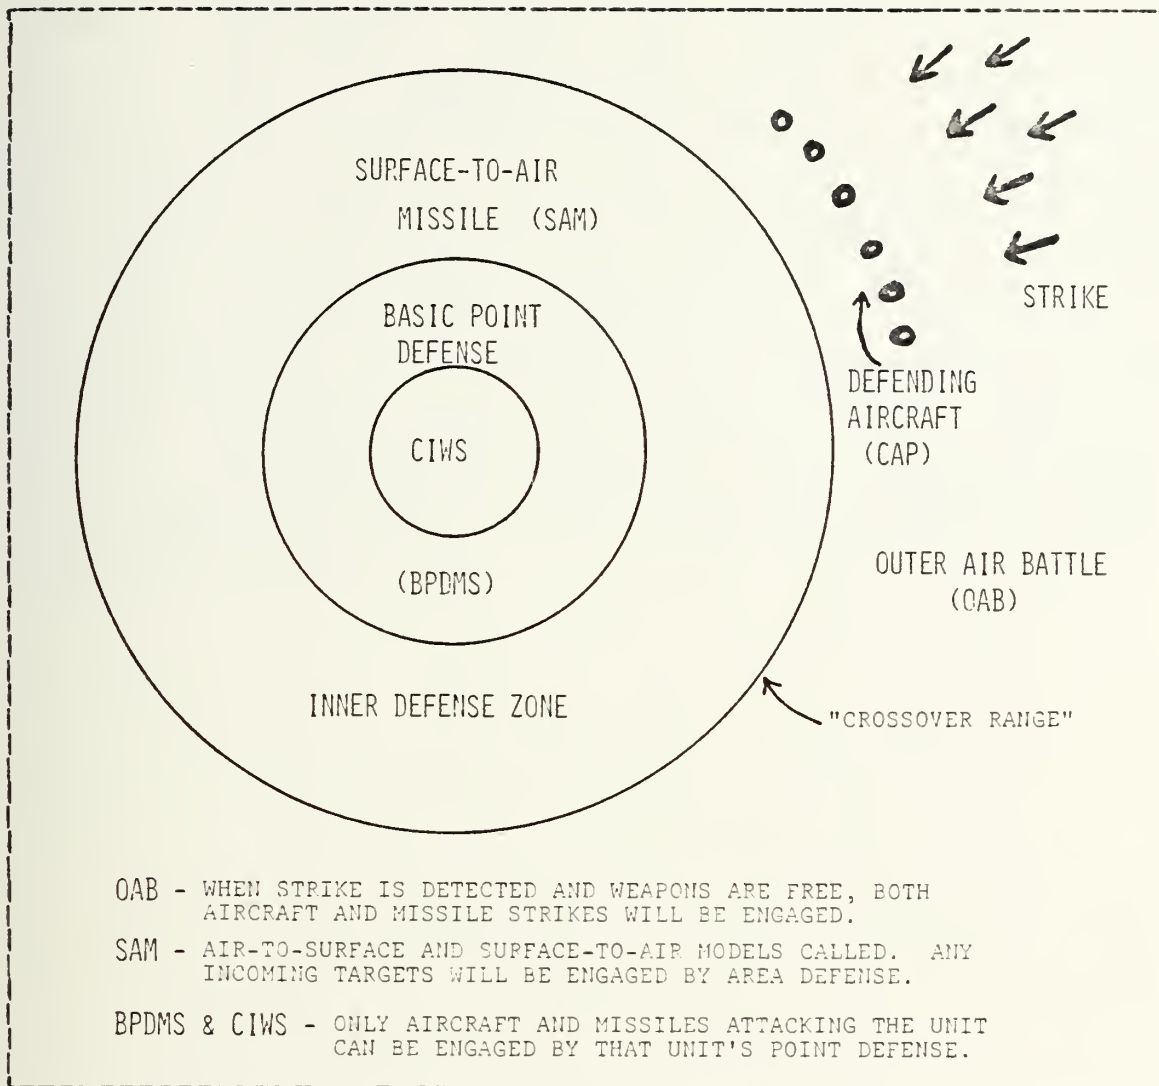 SURFACE-TO-AIR
MISSILE (SAM)
BASIC POINT
DEFENSE
CIWS
(BPDMS)
INNER DEFENSE ZONE
STRIKE
DEFENDING
AIRCRAFT
(CAP)
OUTER AIR BATTLE
(OAB)
"CROSSOVER RANGE"
OAB - WHEN STRIKE IS DETECTED AND WEAPONS ARE FREE, BOTH
AIRCRAFT AND MISSILE STRIKES WILL BE ENGAGED.
SAM - AIR-TO-SURFACE AND SURFACE-TO-AIR MODELS CALLED. ANY
INCOMING TARGETS WILL BE ENGAGED BY AREA DEFENSE.
BPDMS & CIWS - ONLY AIRCRAFT AND MISSILES ATTACKING THE UNIT
CAN BE ENGAGED BY THAT UNIT'S POINT DEFENSE.